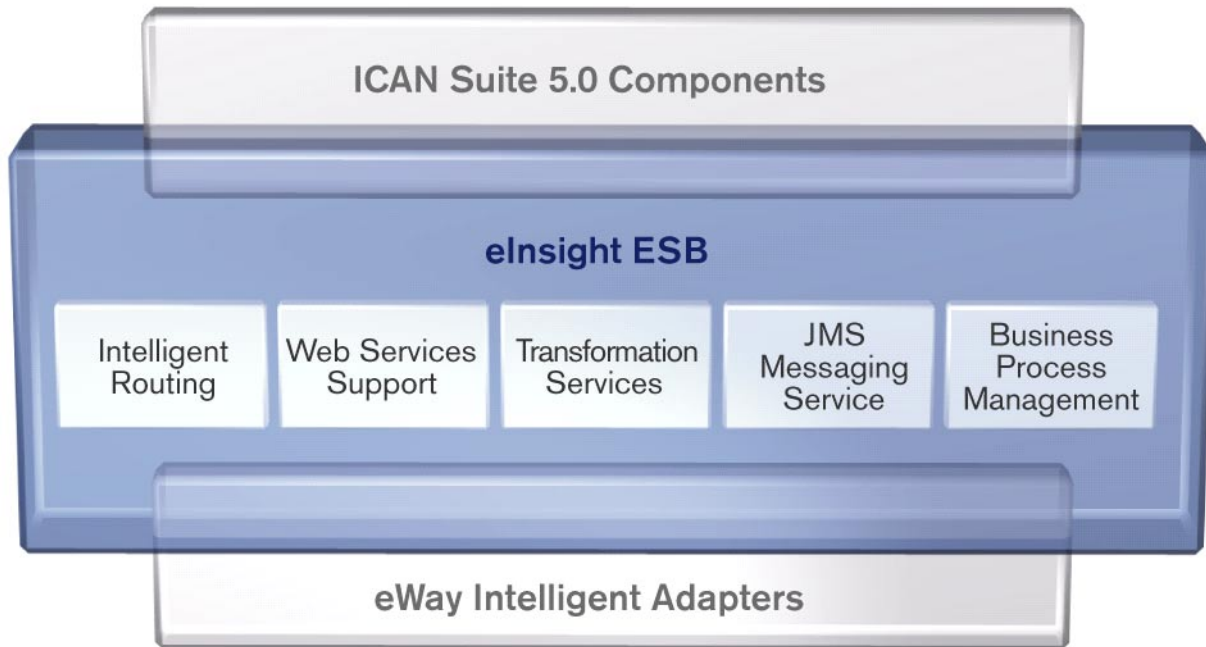 ICAN Suite 5.0 Components
eInsight ESB
Intelligent
Routing
Web Services
Support
Transformation
Services
JMS
Messaging
Service
Business
Process
Management
eWay Intelligent Adapters